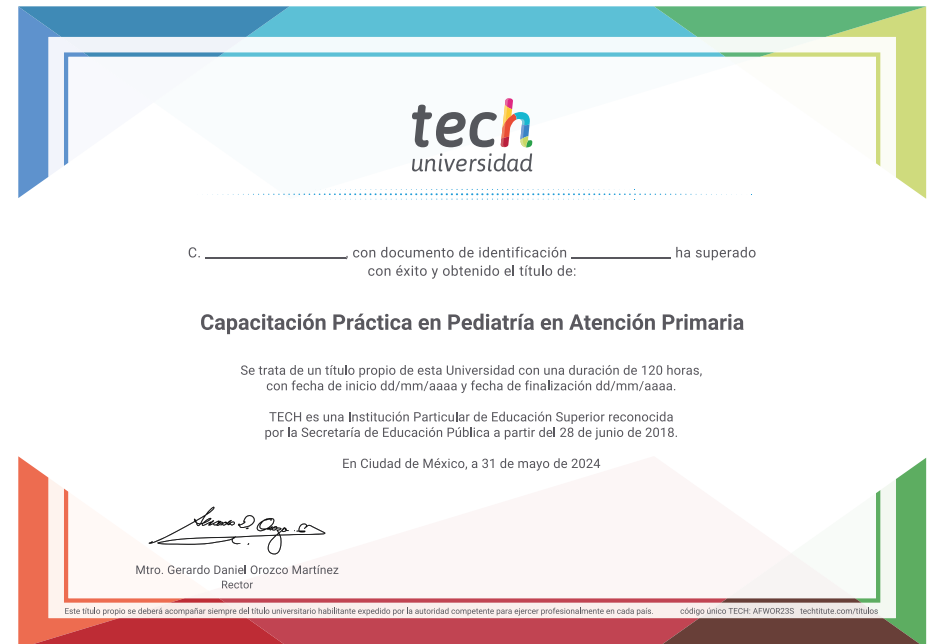 tech
universidad
C. __________________, con documento de identificación _____________ ha superado
con éxito y obtenido el título de:
Capacitación Práctica en Pediatría en Atención Primaria
Se trata de un título propio de esta Universidad con una duración de 120 horas,
con fecha de inicio dd/mm/aaaa y fecha de finalización dd/mm/aaaa.
TECH es una Institución Particular de Educación Superior reconocida
por la Secretaría de Educación Pública a partir del 28 de junio de 2018.
En Ciudad de México, a 31 de mayo de 2024
Mtro. Gerardo Daniel Orozco Martínez
Rector
Este título propio se deberá acompañar siempre del título universitario habilitante expedido por la autoridad competente para ejercer profesionalmente en cada país. código único TECH: AFWOR23S techtitute.com/titulos